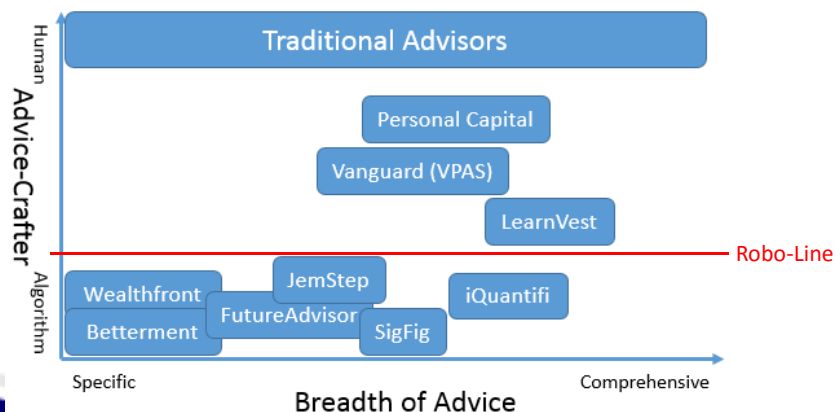 Human
Advice-Crafter
Algorithm
Traditional Advisors
Personal Capital
Vanguard (VPAS)
LearnVest
Robo-Line
JemStep
Wealthfront
iQuantifi
FutureAdvisor
Betterment
SigFig
Specific
Comprehensive
Breadth of Advice